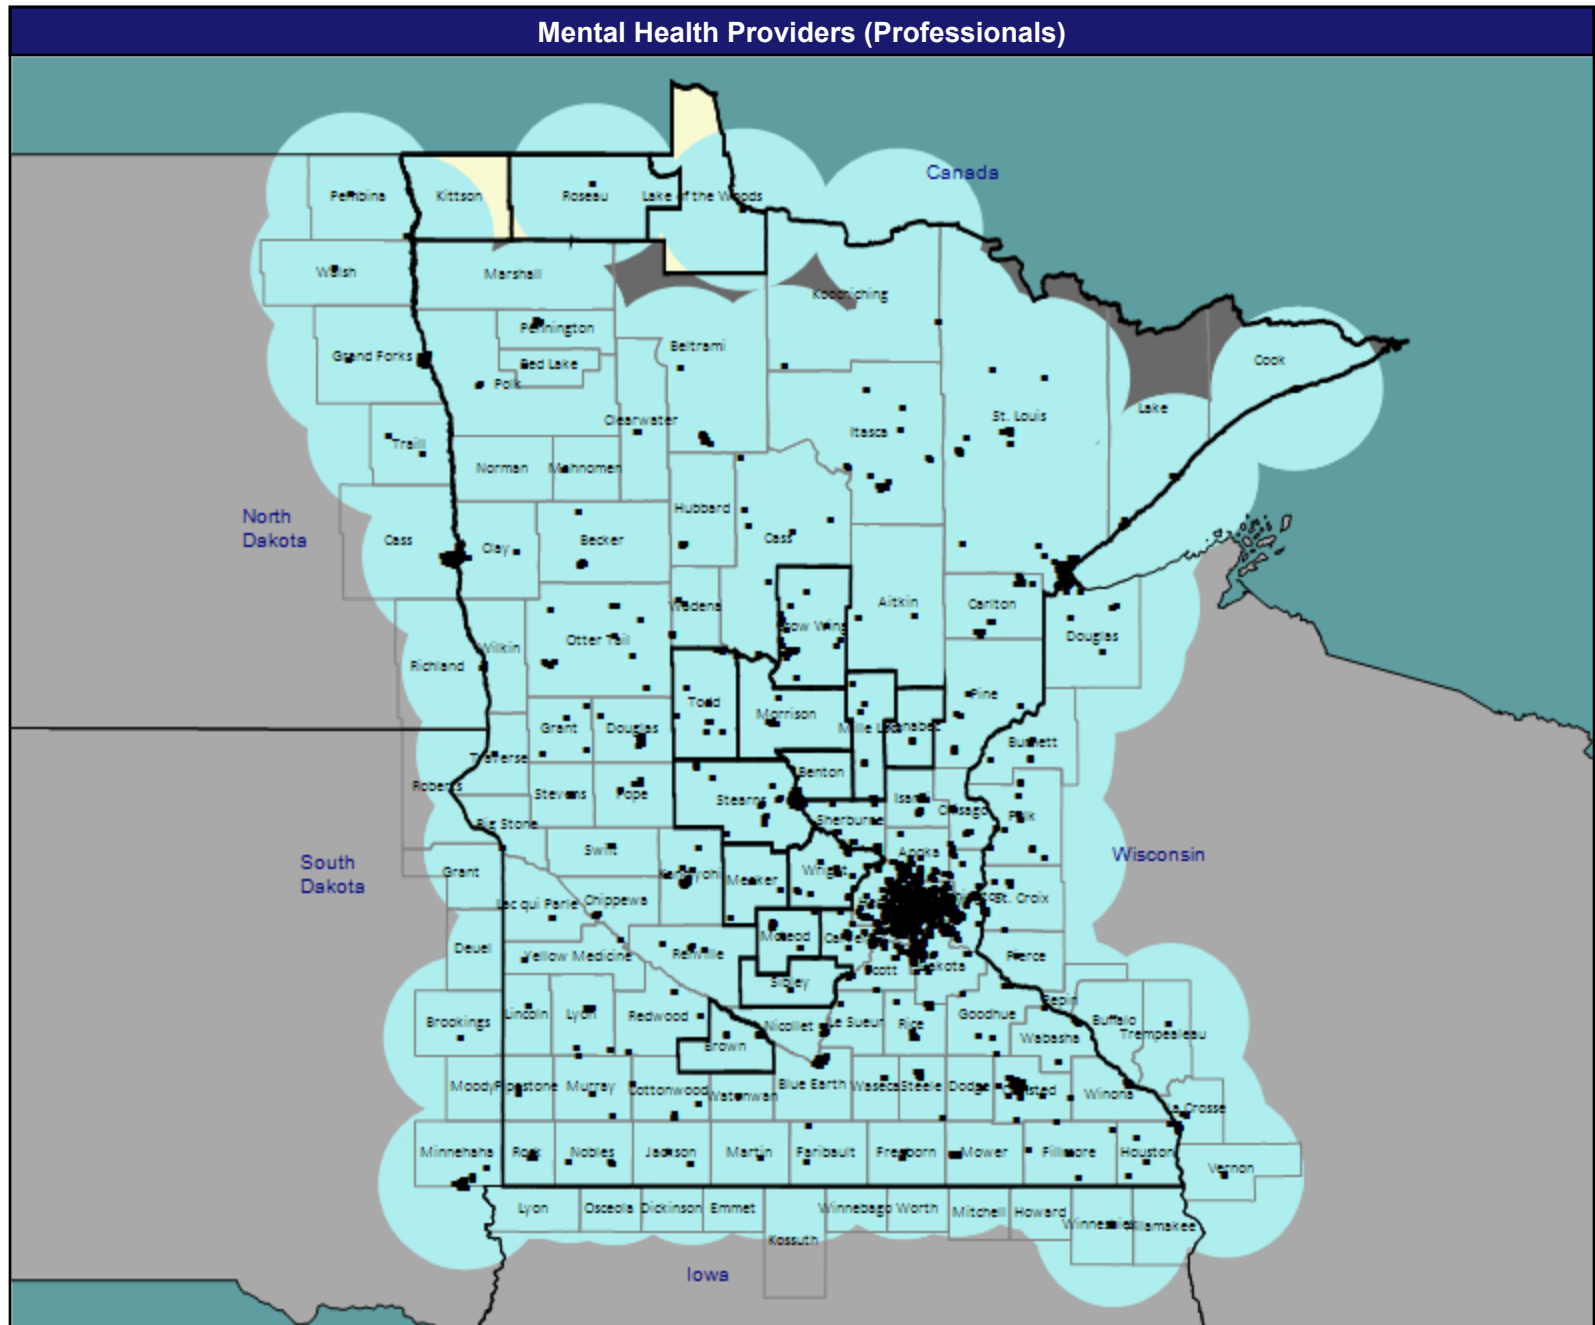 Mental Health Providers (Professionals)
Canada
Pembina
Kittson
Roseau
Lake of the Woods
Walsh
Marshall
Koochiching
Pennington
Grand Forks
Beltrami
Cook
Red Lake
Polk
Lake
St. Louis
Clearwater
Itasca
Traill
Norman
Mahnomen
Hubbard
North
Dakota
Cass
Clay
Becker
Cass
Wadena
Aitkin
Carlton
Crow Wing
Otter Tail
Douglas
Wilkin
Richland
Pine
Todd
Morrison
Grant
Douglas
Mille Lacs
Kanabec
Burnett
Traverse
Benton
Roberts
Stevens
Pope
Stearns
Isanti
Chisago
Polk
Big Stone
Sherburne
Swift
Anoka
Wisconsin
South
Dakota
Grant
Kandiyohi
Meeker
Wright
St. Croix
Lac qui Parle
Chippewa
McLeod
Carver
Deuel
Yellow Medicine
Renville
Pierce
Scott
Dakota
Sibley
Pepin
Brookings
Lincoln
Lyon
Redwood
Nicollet
Le Sueur
Rice
Goodhue
Buffalo
Trempealeau
Wabasha
Brown
Moody
Pipestone
Murray
Cottonwood
Watonwan
Blue Earth
Waseca
Steele
Dodge
Olmsted
Winona
La Crosse
Minnehaha
Rock
Nobles
Jackson
Martin
Faribault
Freeborn
Mower
Fillmore
Houston
Vernon
Lyon
Osceola
Dickinson
Emmet
Winnebago
Worth
Mitchell
Howard
Winneshiek
Allamakee
Kossuth
Iowa